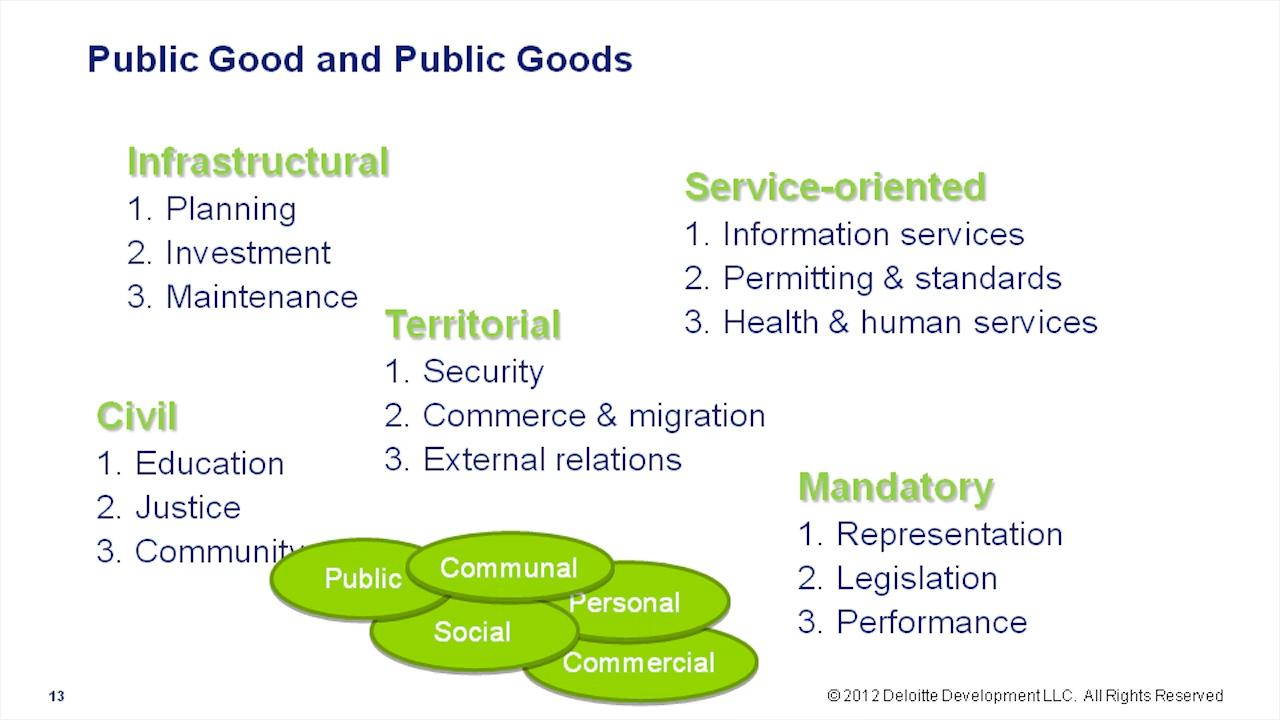 Public Good and Public Goods
Infrastructural
1. Planning
2. Investment
3. Maintenance
Service-oriented
1. Information services
2. Permitting & standards
3. Health & human services
Territorial
1. Security
2. Commerce & migration
3. External relations
Civil
1. Education
2. Justice
3. Community
Mandatory
1. Representation
2. Legislation
3. Performance
Public
Communal
Personal
Social
Commercial
13
© 2012 Deloitte Development LLC. All Rights Reserved